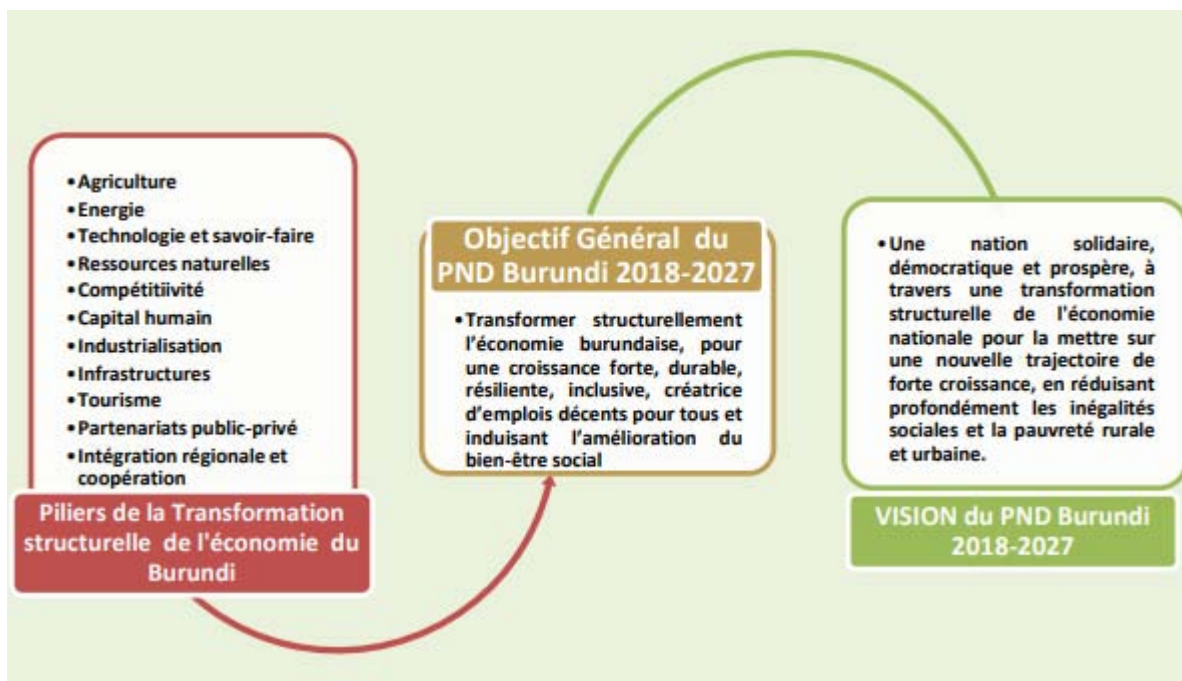 •Agriculture
•Energie
•Technologie et savoir-faire
•Ressources naturelles
•Compétitiivité
•Capital humain
•Industrialisation
•Infrastructures
•Tourisme
•Partenariats public-privé
•Intégration régionale et
coopération
Piliers de la Transformation
structurelle de l'économie du
Burundi
Objectif Général du
PND Burundi 2018-2027
•Transformer structurellement
l'économie burundaise, pour
une croissance forte, durable,
résiliente, inclusive, créatrice
d'emplois décents pour tous et
induisant l'amélioration du
bien-être social
•Une nation solidaire,
démocratique et prospère, à
travers une transformation
structurelle de l'économie
nationale pour la mettre sur
une nouvelle trajectoire de
forte croissance, en réduisant
profondément les inégalités
sociales et la pauvreté rurale
et urbaine.
VISION du PND Burundi
2018-2027